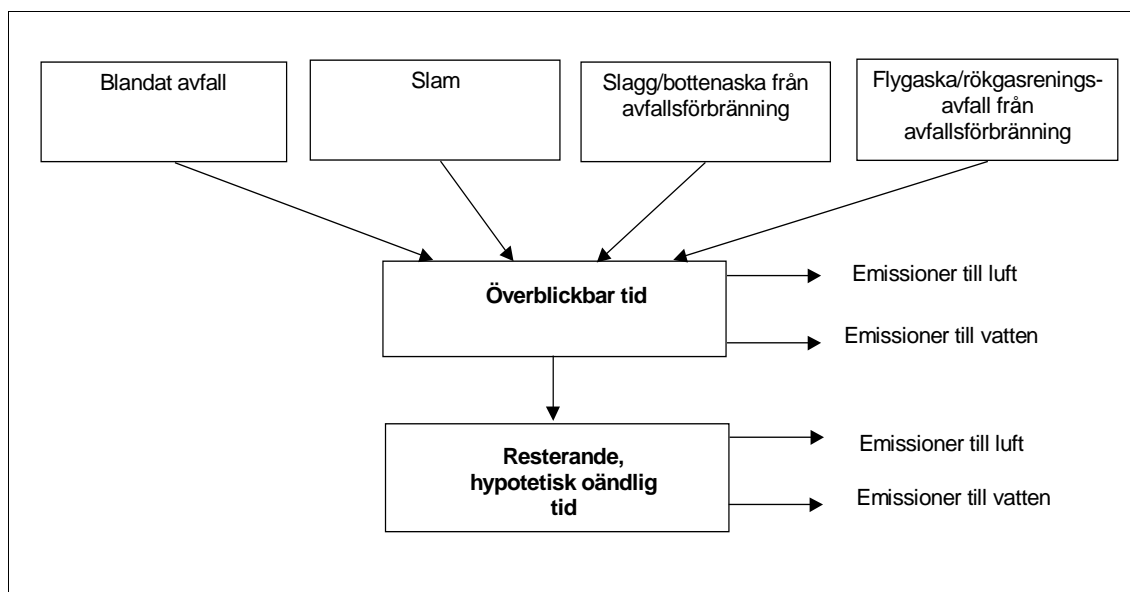 Blandat avfall
Slam
Slagg/bottenaska från
avfallsförbränning
Flygaska/rökgasrenings-
avfall från
avfallsförbränning
Överblickbar tid
Emissioner till luft
Emissioner till vatten
Resterande,
hypotetisk oändlig
tid
Emissioner till luft
Emissioner till vatten